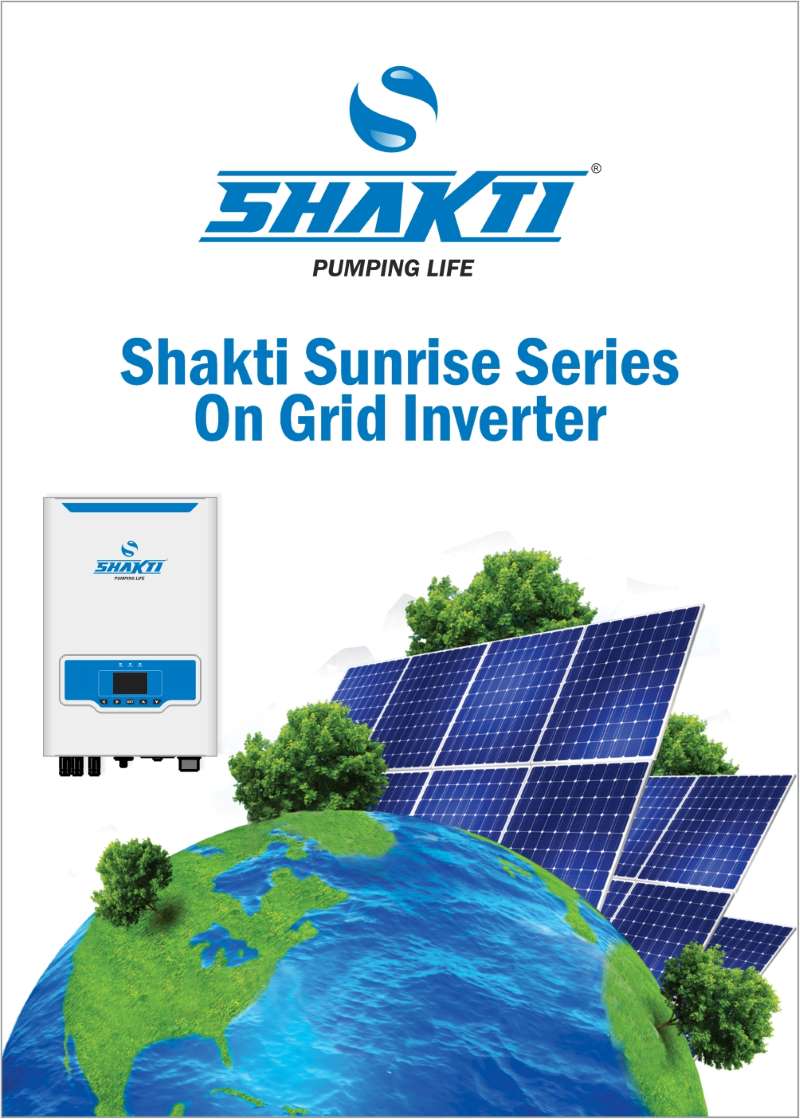 SHAKTI®
PUMPING LIFE
Shakti Sunrise Series
On Grid Inverter
SHAKTI
PUMPING LIFE